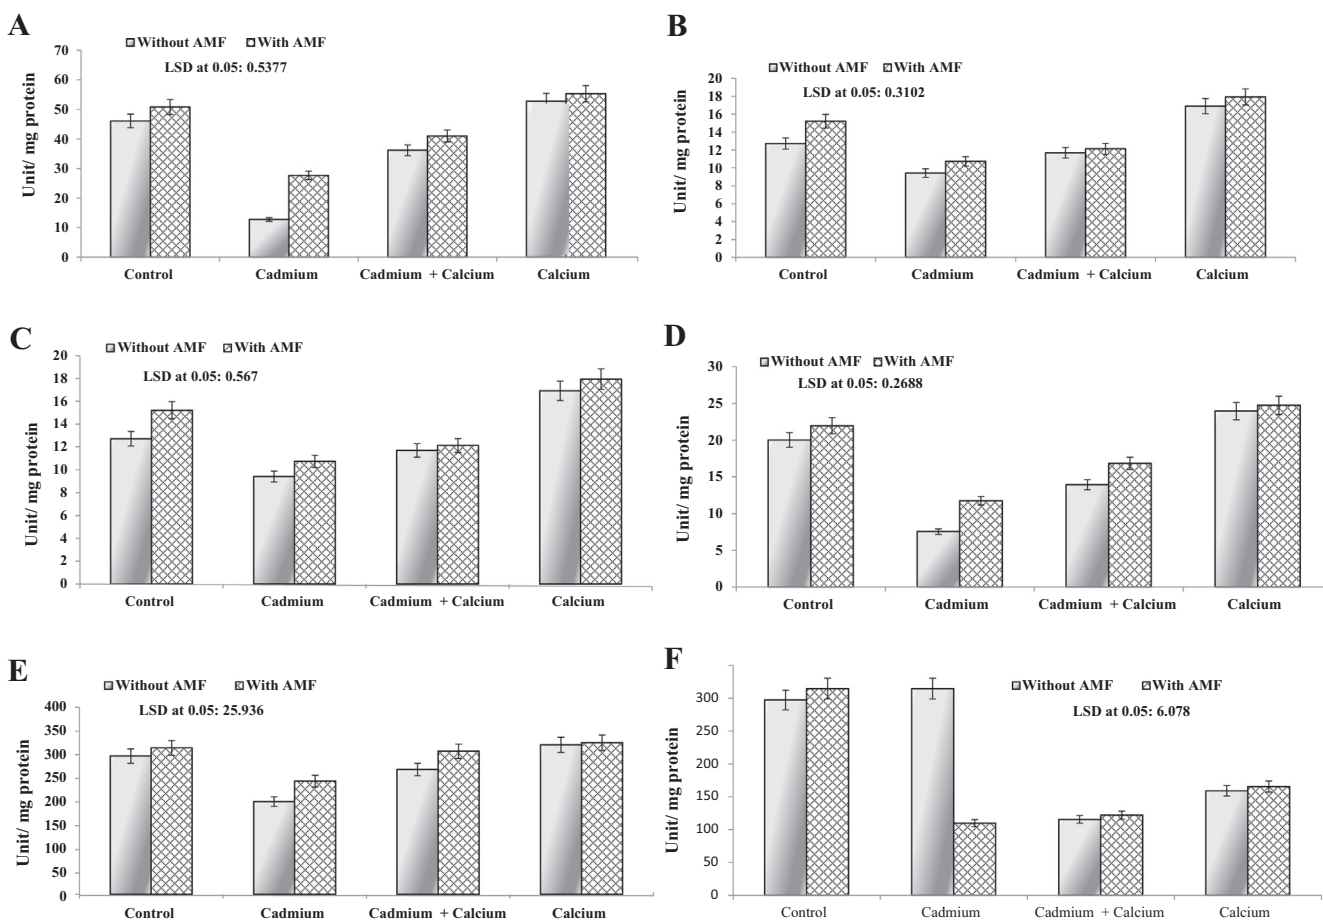 A
Without AMF With AMF
LSD at 0.05: 0.5377
Unit/ mg protein
70
60
50
40
30
20
10
0
Control Cadmium Cadmium + Calcium Calcium
B
Without AMF With AMF
LSD at 0.05: 0.3102
Unit/ mg protein
20
18
16
14
12
10
8
6
4
2
0
Control Cadmium Cadmium + Calcium Calcium
C
Without AMF With AMF
LSD at 0.05: 0.567
Unit/ mg protein
20
18
16
14
12
10
8
6
4
2
0
Control Cadmium Cadmium + Calcium Calcium
D
Without AMF With AMF
LSD at 0.05: 0.2688
Unit/ mg protein
30
25
20
15
10
5
0
Control Cadmium Cadmium + Calcium Calcium
E
Without AMF With AMF
LSD at 0.05: 25.936
Unit/ mg protein
400
350
300
250
200
150
100
50
0
Control Cadmium Cadmium + Calcium Calcium
F
Without AMF With AMF
LSD at 0.05: 6.078
Unit/ mg protein
300
250
200
150
100
50
0
Control Cadmium Cadmium + Calcium Calcium